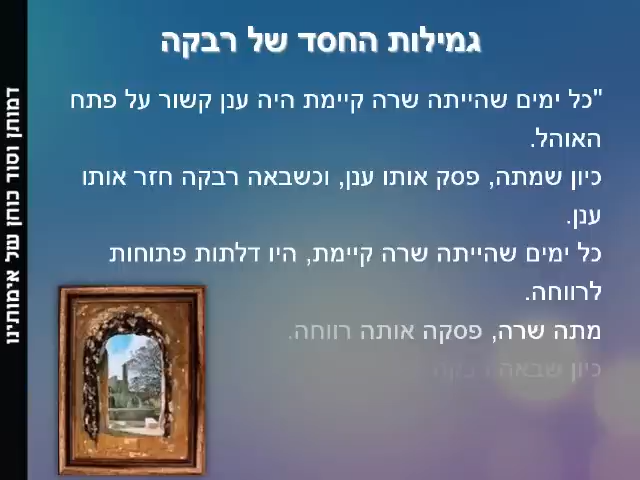 גמילות החסד של רבקה
"כל ימים שהייתה שרה קיימת היה ענן קשור על פתח
האוהל.
כיון שמתה, פסק אותו ענן, וכשבאה רבקה חזר אותו
ענן.
כל ימים שהייתה שרה קיימת, היו דלתות פתוחות
לרווחה.
מתה שרה, פסקה אותה רווחה.
כיון שבאה רבקה
דמותן וסוד כוחן של אימותינו